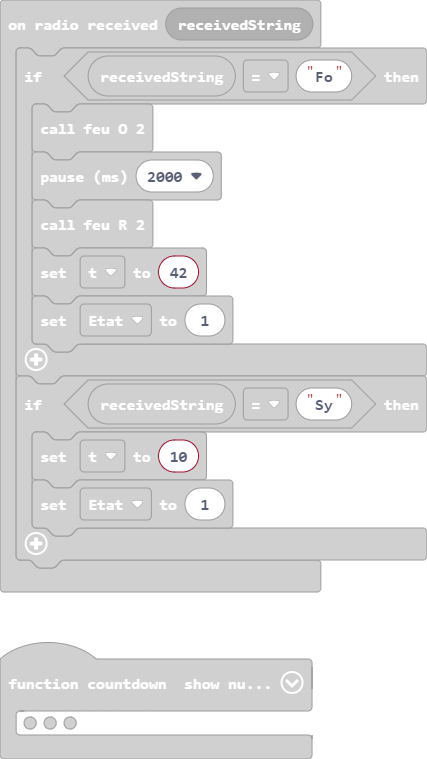 on radio received receivedString
if receivedString = "Fo" then
call feu O 2
pause (ms) 2000
call feu R 2
set t to 42
set Etat to 1
if receivedString = "Sy" then
set t to 10
set Etat to 1
function countdown show nu...